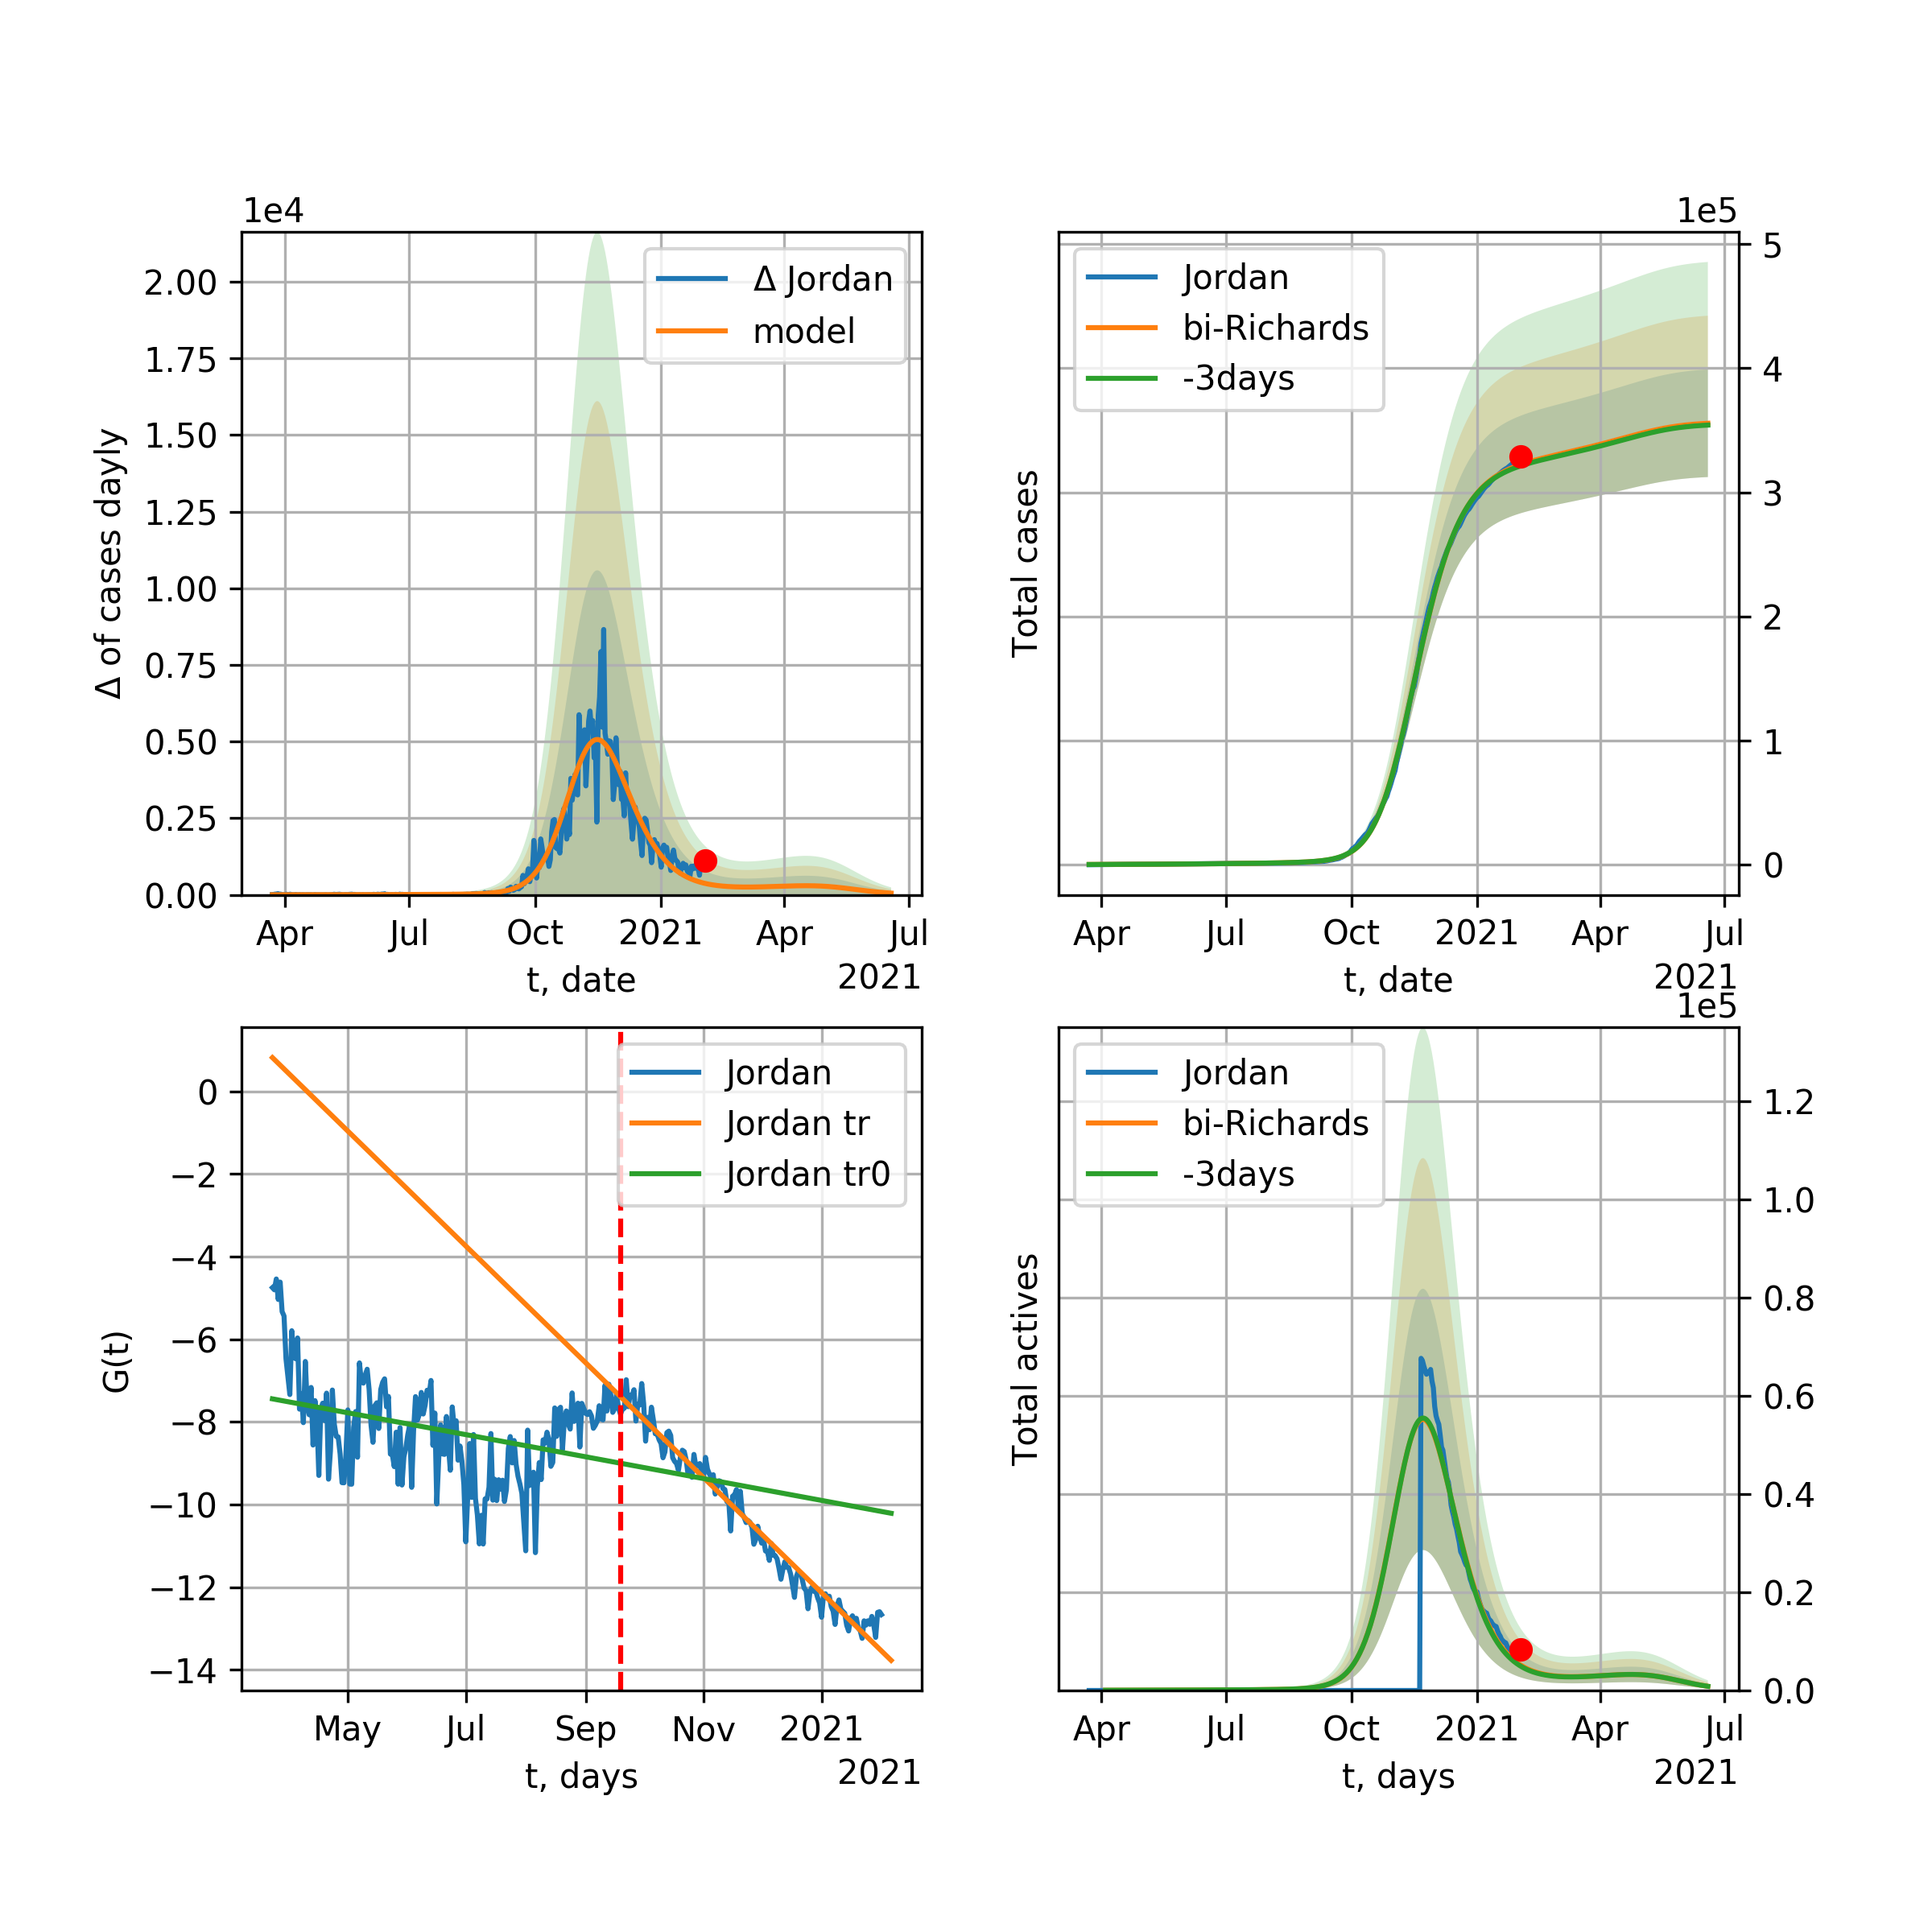 1e4
Δ of cases dayly
2.00
1.75
1.50
1.25
1.00
0.75
0.50
0.25
0.00
Δ Jordan
model
Apr Jul Oct 2021 Apr Jul
t, date
2021
1e5
Total cases
Jordan
bi-Richards
-3days
5
4
3
2
1
0
Apr Jul Oct 2021 Apr Jul
t, date
2021
G(t)
0
−2
−4
−6
−8
−10
−12
−14
Jordan
Jordan tr
Jordan tr0
May Jul Sep Nov 2021
t, days
2021
1e5
Total actives
Jordan
bi-Richards
-3days
1.2
1.0
0.8
0.6
0.4
0.2
0.0
Apr Jul Oct 2021 Apr Jul
t, days
2021